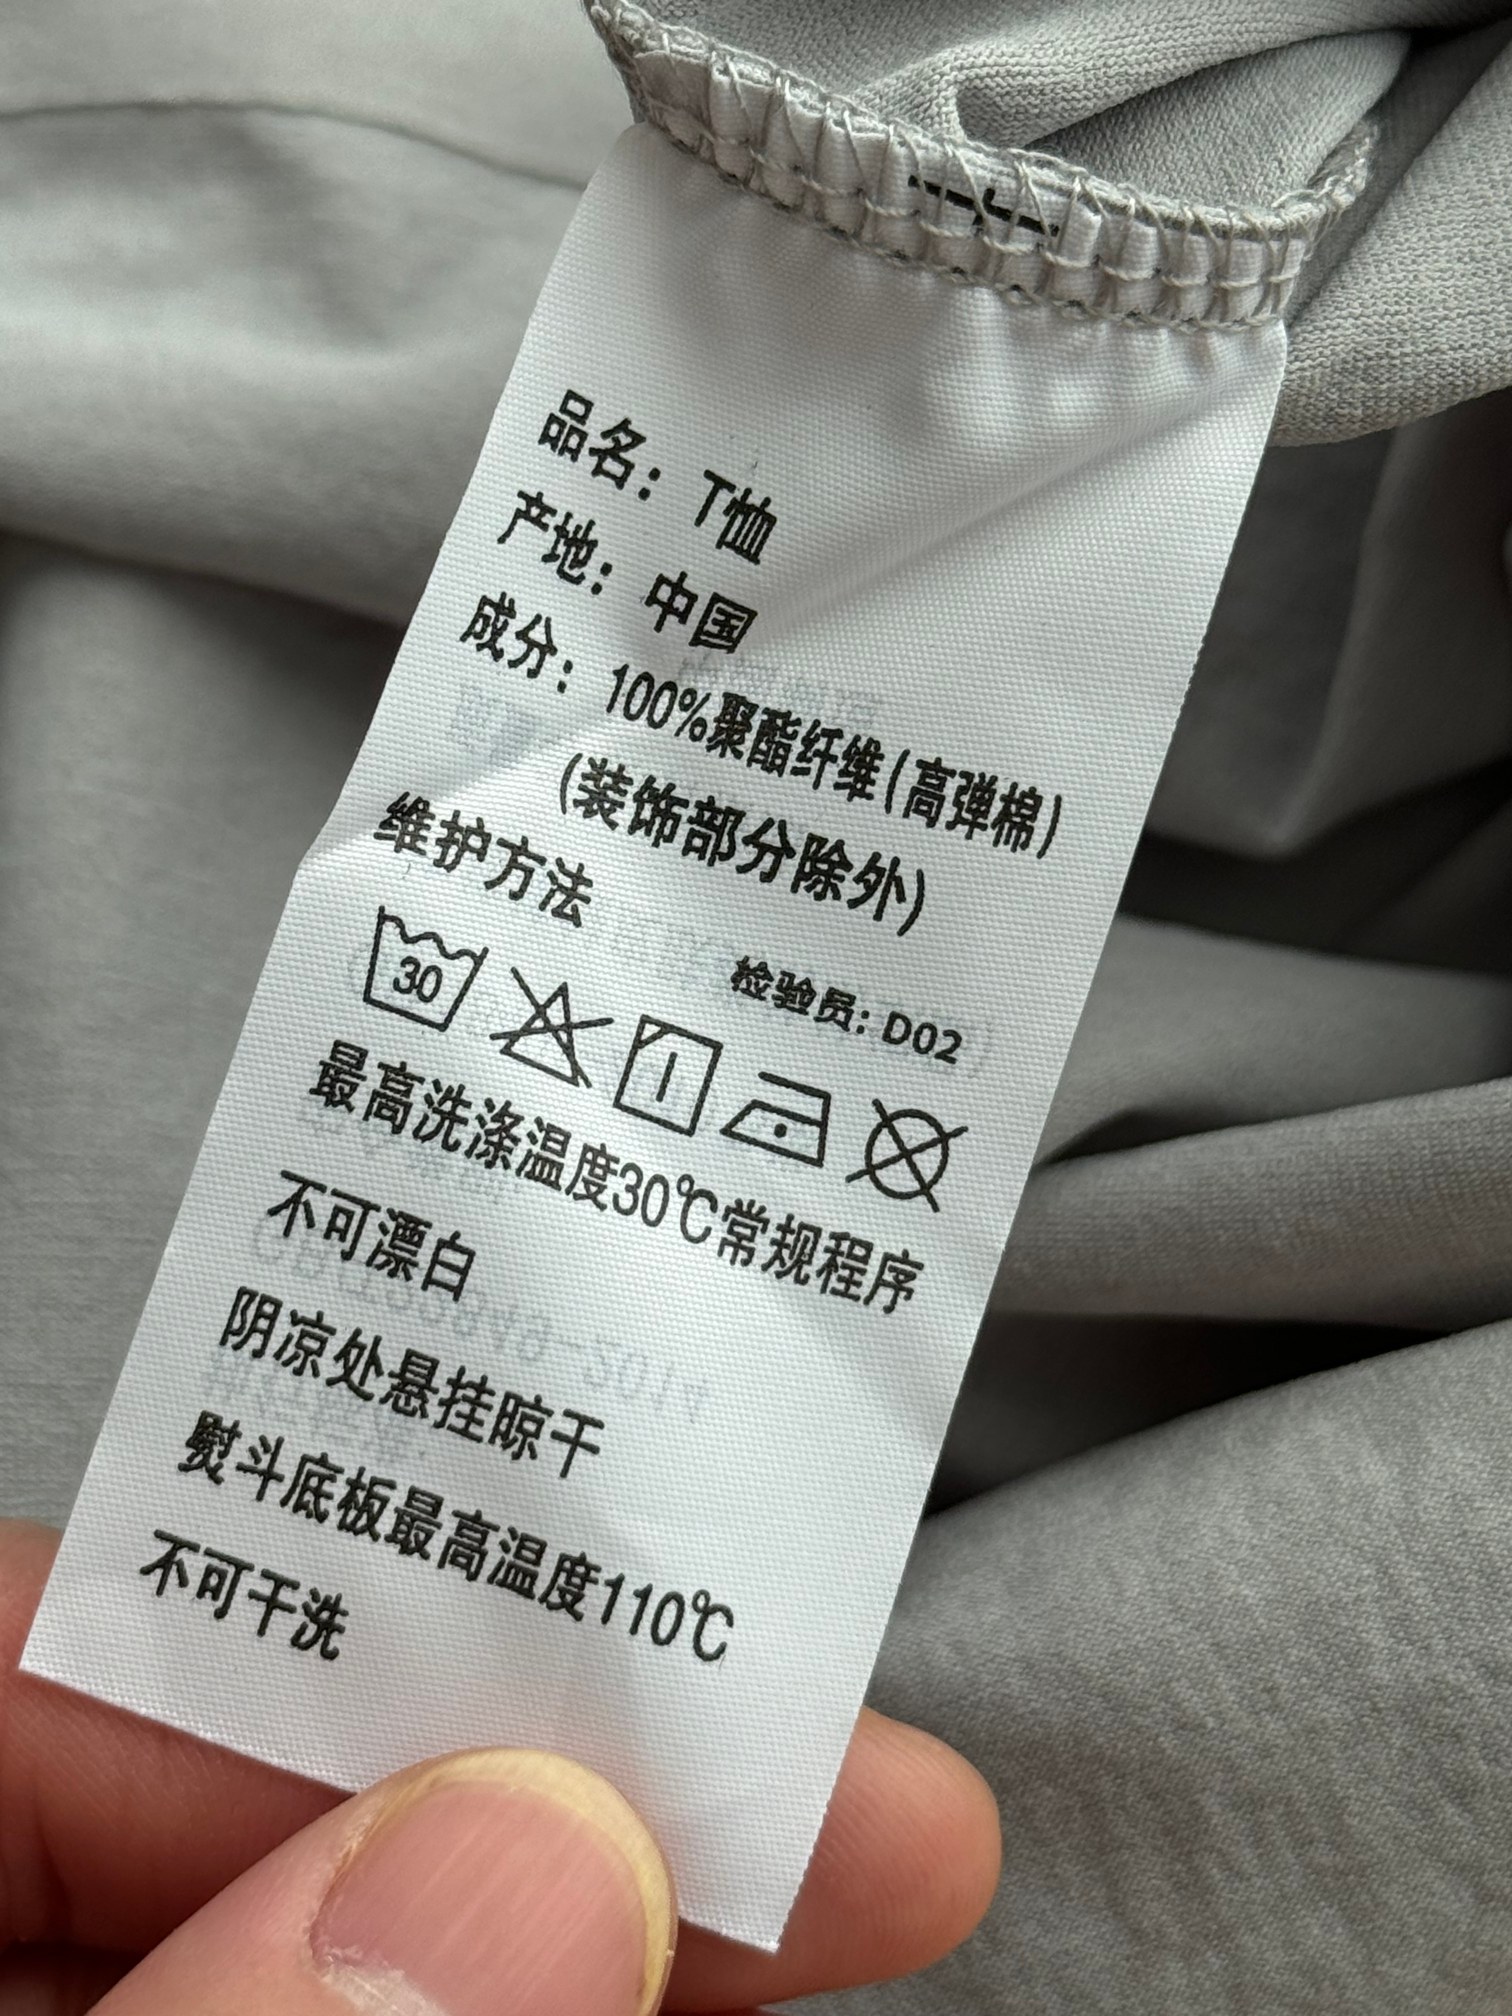 品名：T恤
产地：中国
成分：100%聚酯纤维(高弹棉)
(装饰部分除外)
维护方法
检验员：D02
30
最高洗涤温度30℃常规程序
不可漂白
阴凉处悬挂晾干
熨斗底板最高温度110℃
不可干洗